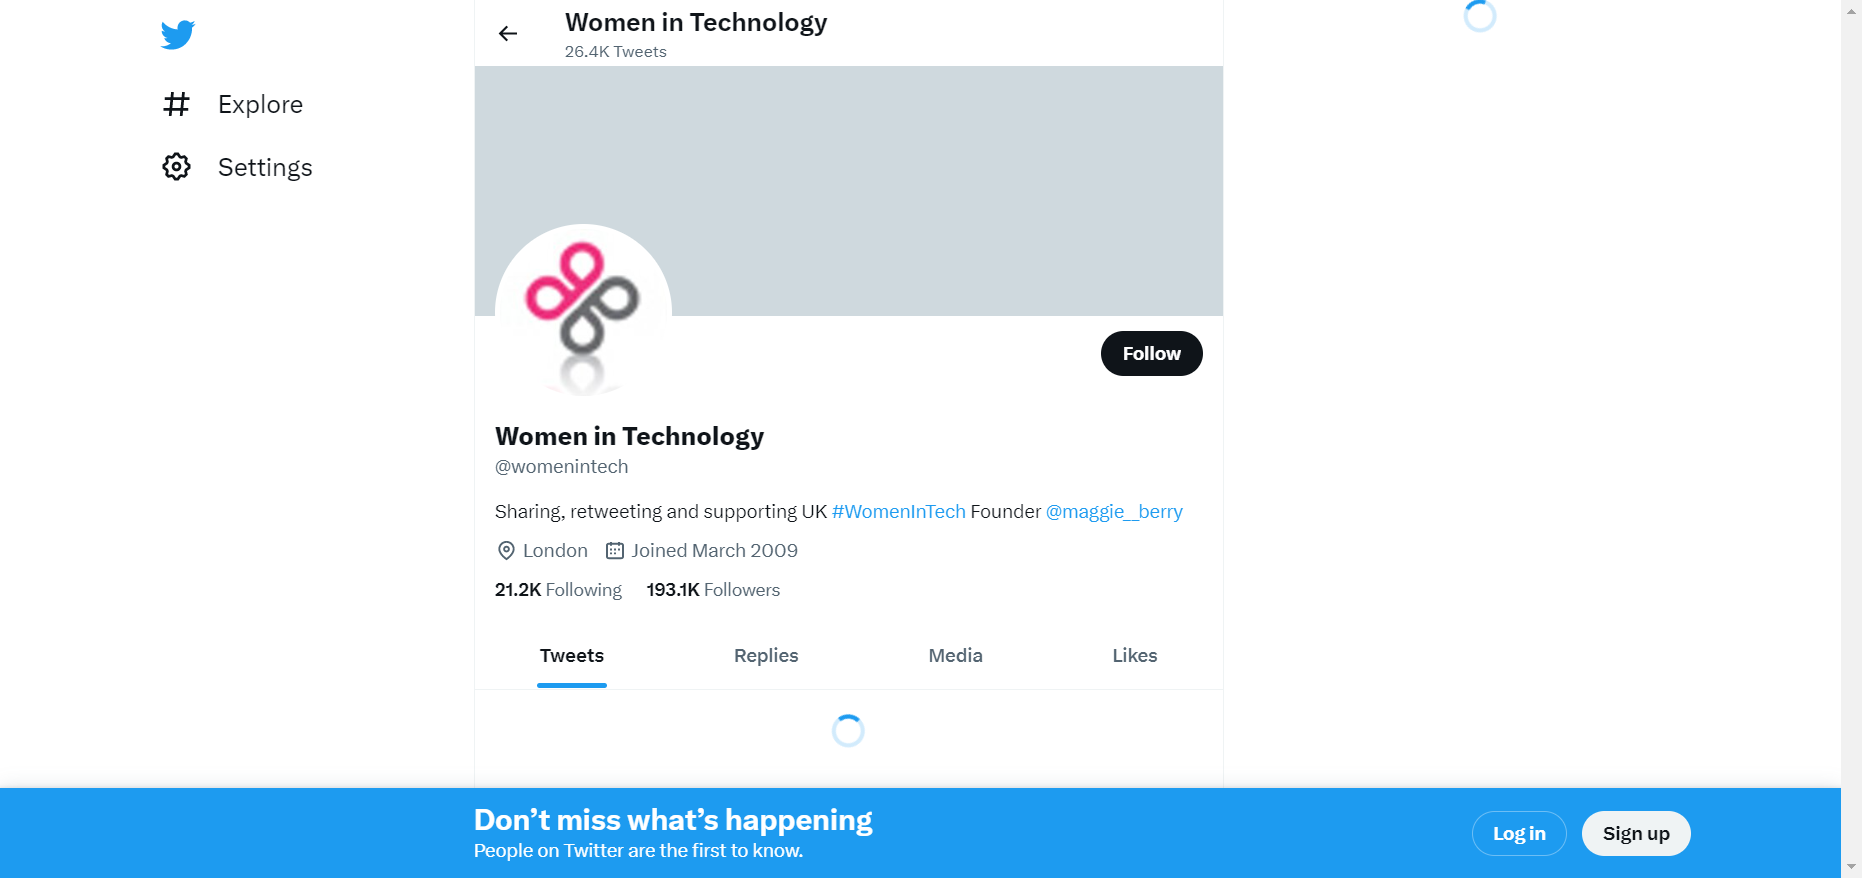 Explore
Settings
Women in Technology
26.4K Tweets
Follow
Women in Technology
@womenintech
Sharing, retweeting and supporting UK #WomenInTech Founder @maggie__berry
London Joined March 2009
21.2K Following 193.1K Followers
Tweets Replies Media Likes
Don’t miss what’s happening
People on Twitter are the first to know.
Log in Sign up